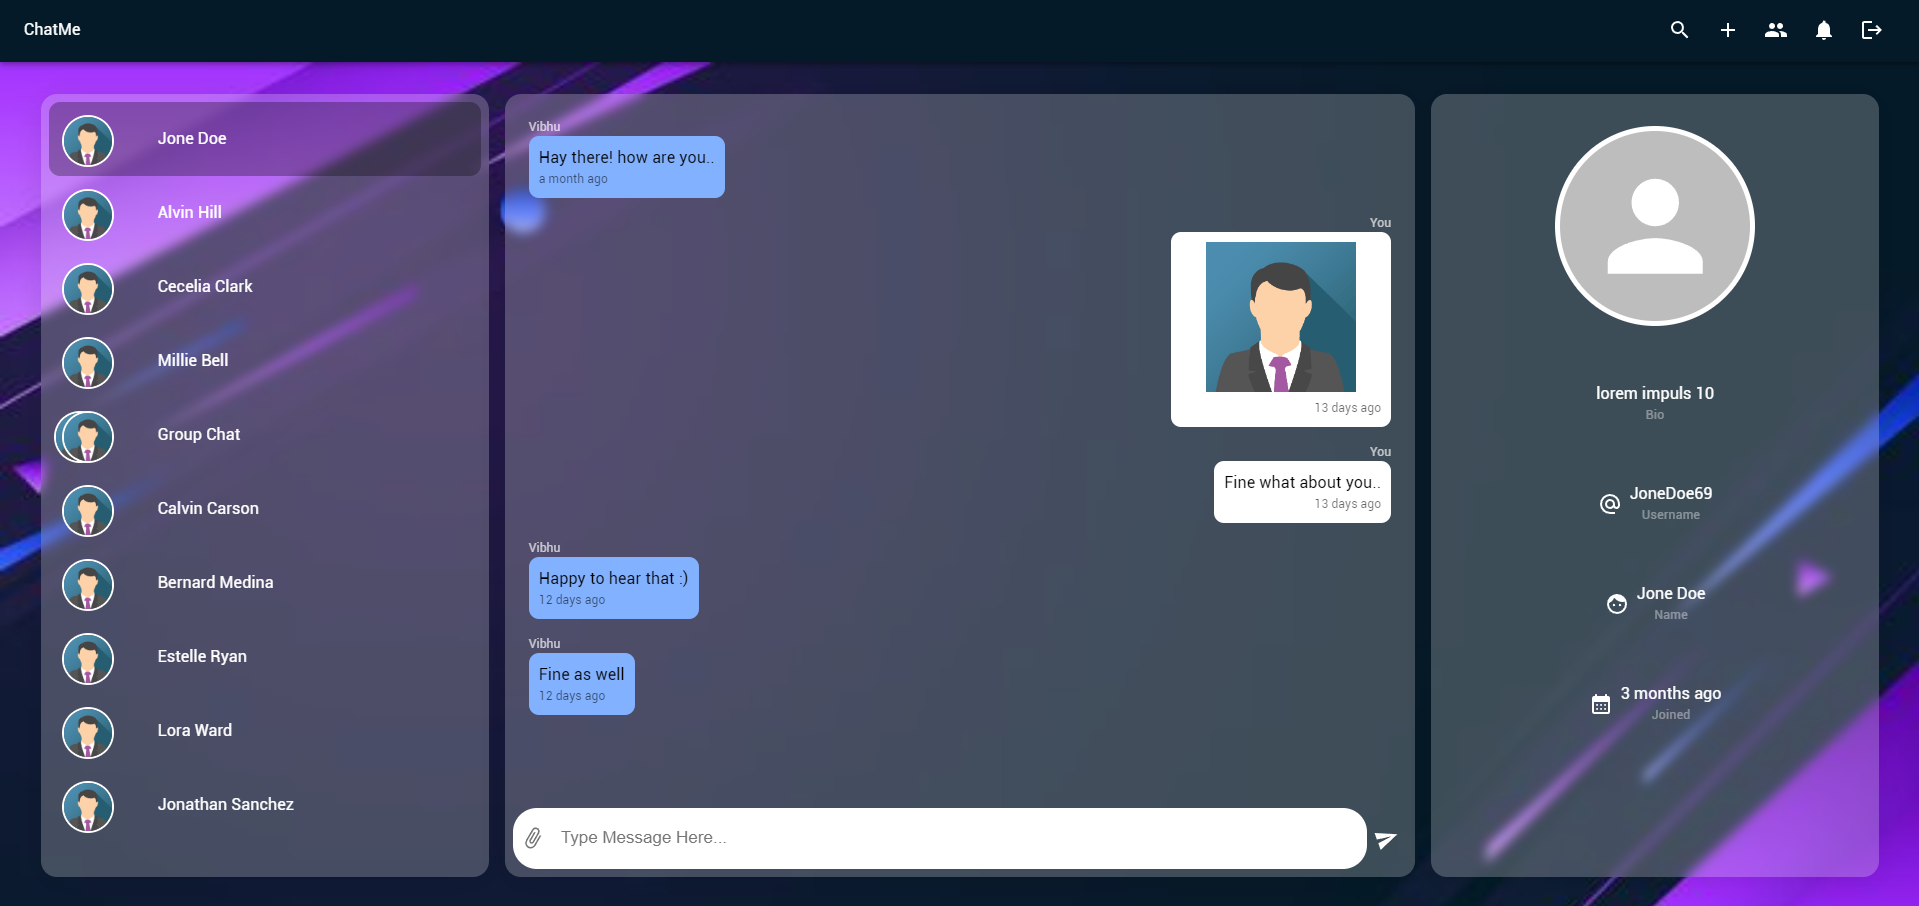 ChatMe
Jone Doe
Alvin Hill
Cecelia Clark
Millie Bell
Group Chat
Calvin Carson
Bernard Medina
Estelle Ryan
Lora Ward
Jonathan Sanchez
Vibhu
Hay there! how are you..
a month ago
You
13 days ago
You
Fine what about you..
13 days ago
Vibhu
Happy to hear that :)
12 days ago
Vibhu
Fine as well
12 days ago
Type Message Here...
lorem impuls 10
Bio
JoneDoe69
Username
Jone Doe
Name
3 months ago
Joined